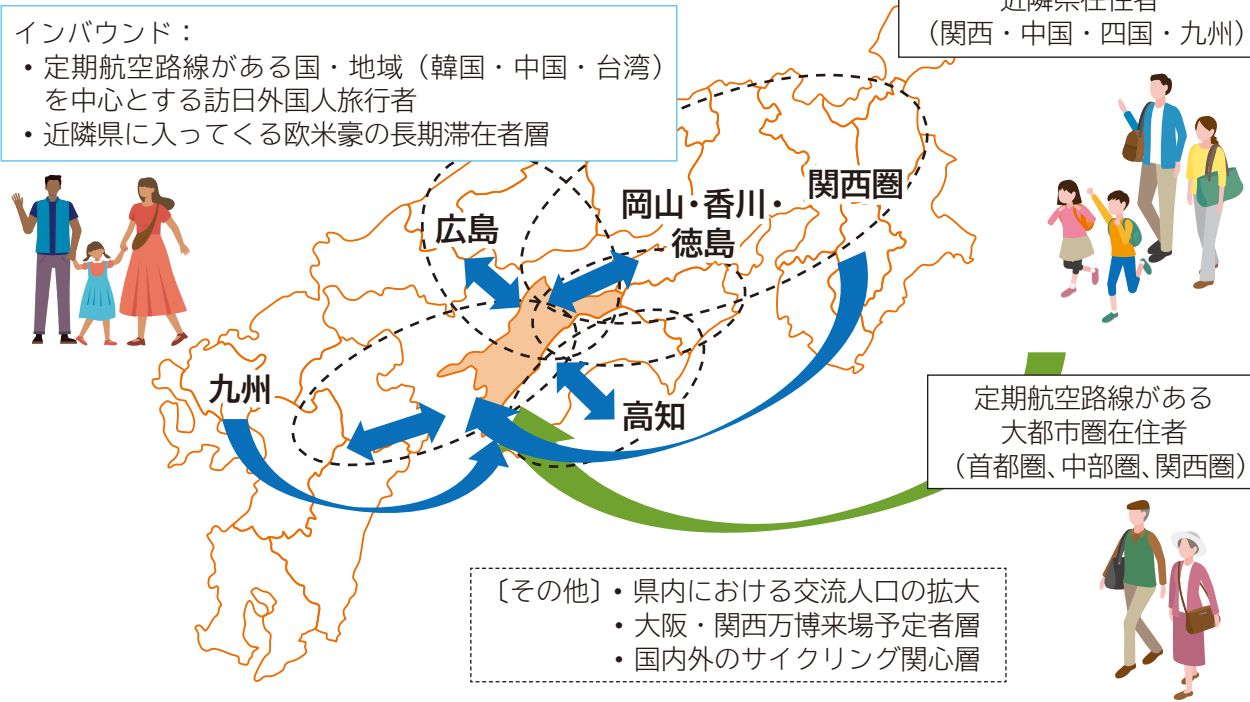 インバウンド：
• 定期航空路線がある国・地域（韓国・中国・台湾）
を中心とする訪日外国人旅行者
• 近隣県に入ってくる欧米豪の長期滞在者層
近隣県在住者
（関西・中国・四国・九州）
関西圏
岡山・香川・
徳島
広島
九州
高知
定期航空路線がある
大都市圏在住者
（首都圏、中部圏、関西圏）
〔その他〕• 県内における交流人口の拡大
• 大阪・関西万博来場予定者層
• 国内外のサイクリング関心層